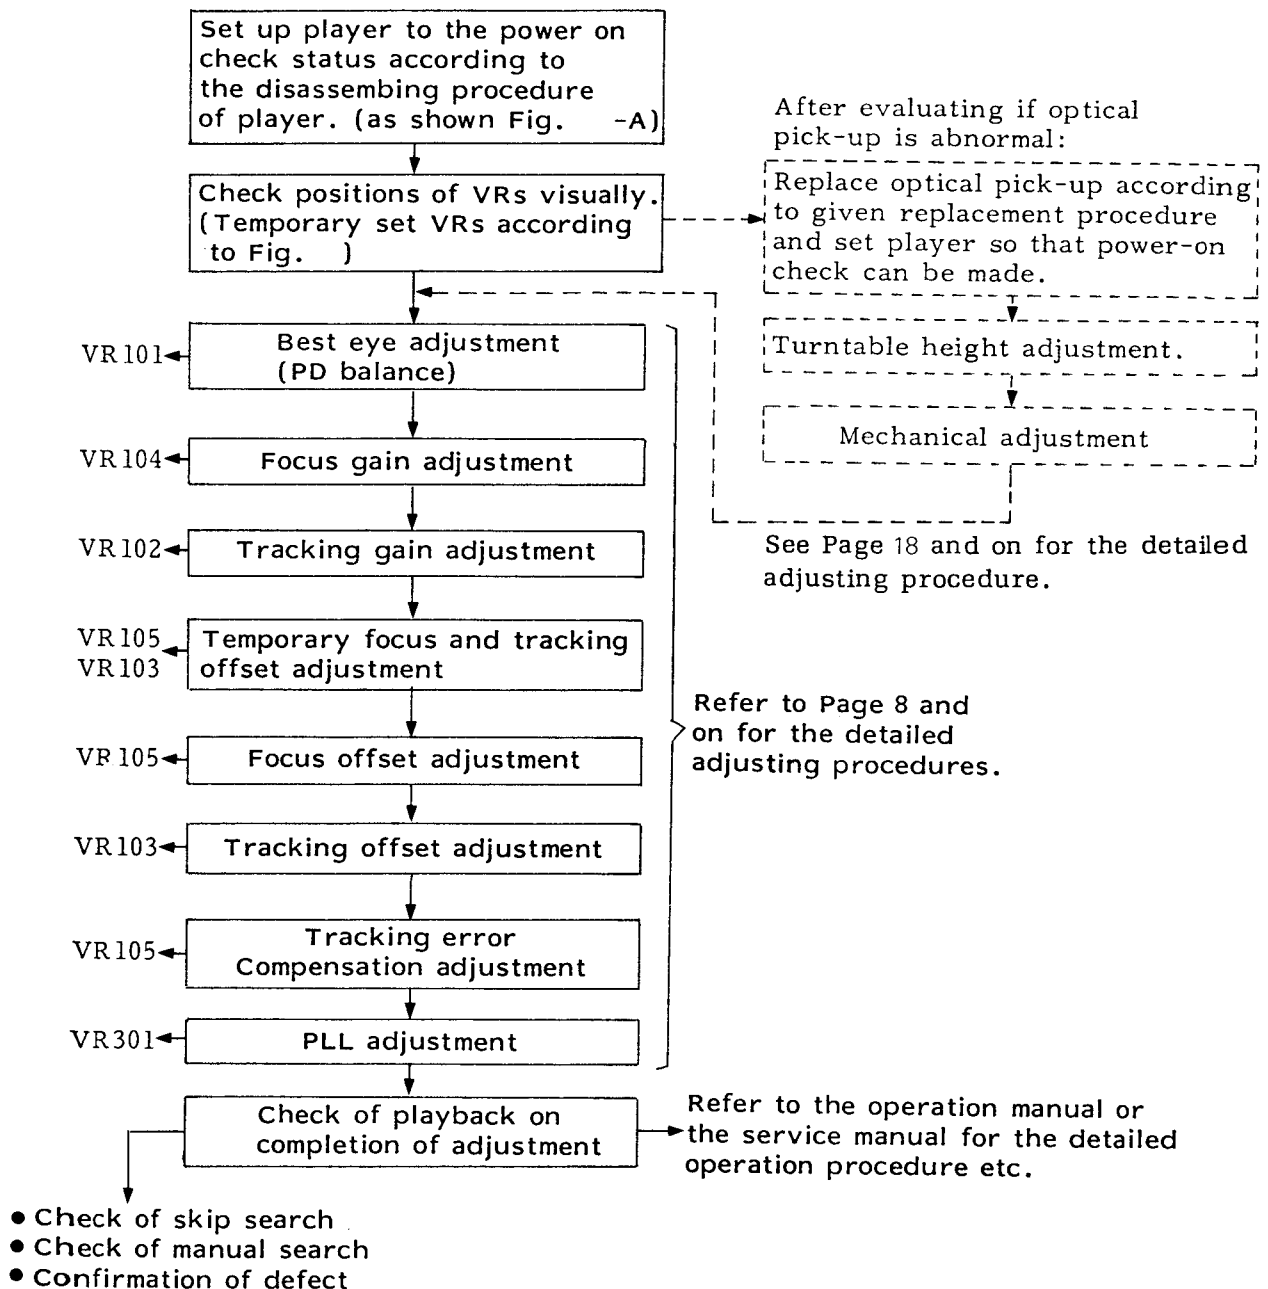 Set up player to the power on
check status according to
the disassembing procedure
of player. (as shown Fig. -A)
Check positions of VRs visually.
(Temporary set VRs according
to Fig. )
After evaluating if optical
pick-up is abnormal:
Replace optical pick-up according
to given replacement procedure
and set player so that power-on
check can be made.
Turntable height adjustment.
Mechanical adjustment
See Page 18 and on for the detailed
adjusting procedure.
VR101
Best eye adjustment
(PD balance)
VR104
Focus gain adjustment
VR102
Tracking gain adjustment
VR105
VR103
Temporary focus and tracking
offset adjustment
VR105
Focus offset adjustment
VR103
Tracking offset adjustment
VR105
Tracking error
Compensation adjustment
VR301
PLL adjustment
Refer to Page 8 and
on for the detailed
adjusting procedures.
Check of playback on
completion of adjustment
Refer to the operation manual or
the service manual for the detailed
operation procedure etc.
● Check of skip search
● Check of manual search
● Confirmation of defect